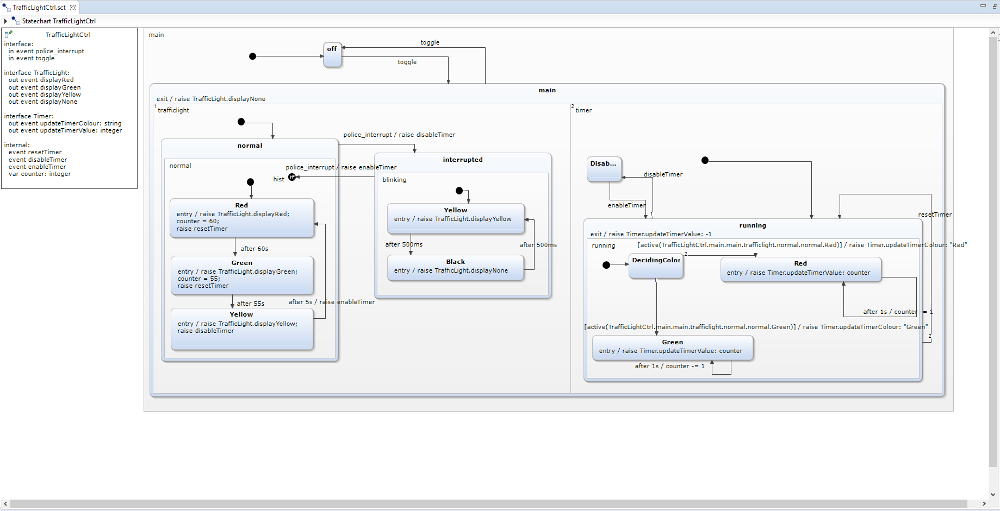 TrafficLightCtrl.sct
Statechart TrafficLightCtrl
TrafficLightCtrl
interface:
in event police_interrupt
in event toggle
interface TrafficLight:
out event displayRed
out event displayGreen
out event displayYellow
out event displayNone
interface Timer:
out event updateTimerColour: string
out event updateTimerValue: integer
internal:
event resetTimer
event disableTimer
event enableTimer
var counter: integer
main
off
toggle
toggle
main
exit / raise TrafficLight.displayNone
1
trafficlight
normal
police_interrupt / raise disableTimer
normal
police_interrupt / raise enableTimer
hist
H*
Red
entry / raise TrafficLight.displayRed;
counter = 60;
raise resetTimer
after 60s
Green
entry / raise TrafficLight.displayGreen;
counter = 55;
raise resetTimer
after 55s
after 5s / raise enableTimer
Yellow
entry / raise TrafficLight.displayYellow;
raise disableTimer
interrupted
blinking
Yellow
entry / raise TrafficLight.displayYellow
after 500ms
after 500ms
Black
entry / raise TrafficLight.displayNone
2
timer
Disab...
disableTimer
enableTimer
1
resetTimer
running
exit / raise Timer.updateTimerValue: -1
running
[active(TrafficLightCtrl.main.main.trafficlight.normal.normal.Red)] / raise Timer.updateTimerColour: "Red"
DecidingColor
2
1
Red
entry / raise Timer.updateTimerValue: counter
after 1s / counter -= 1
[active(TrafficLightCtrl.main.main.trafficlight.normal.normal.Green)] / raise Timer.updateTimerColour: "Green"
2
Green
entry / raise Timer.updateTimerValue: counter
after 1s / counter -= 1